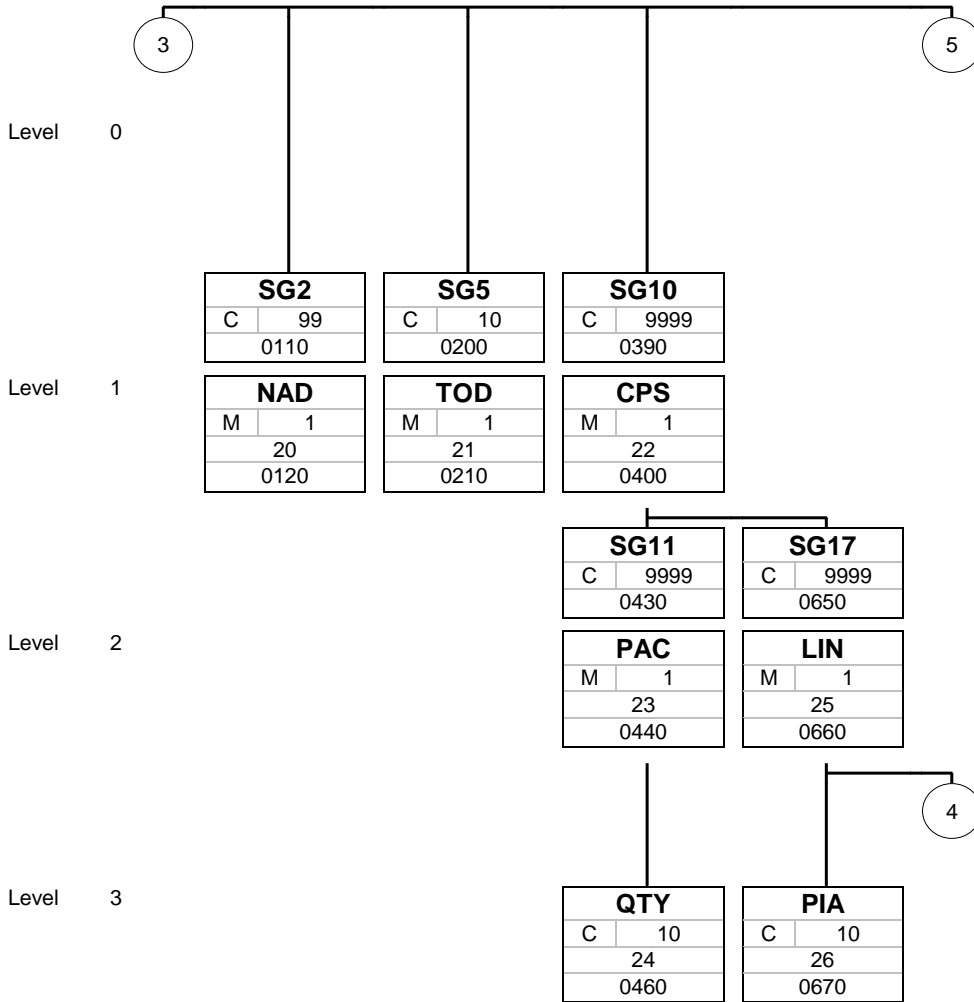 3 5
Level 0
SG2 SG5 SG10
C 99 C 10 C 9999
0110 0200 0390
Level 1
NAD TOD CPS
M 1 M 1 M 1
20 21 22
0120 0210 0400
SG11 SG17
C 9999 C 9999
0430 0650
Level 2
PAC LIN
M 1 M 1
23 25
0440 0660
4
Level 3
QTY PIA
C 10 C 10
24 26
0460 0670